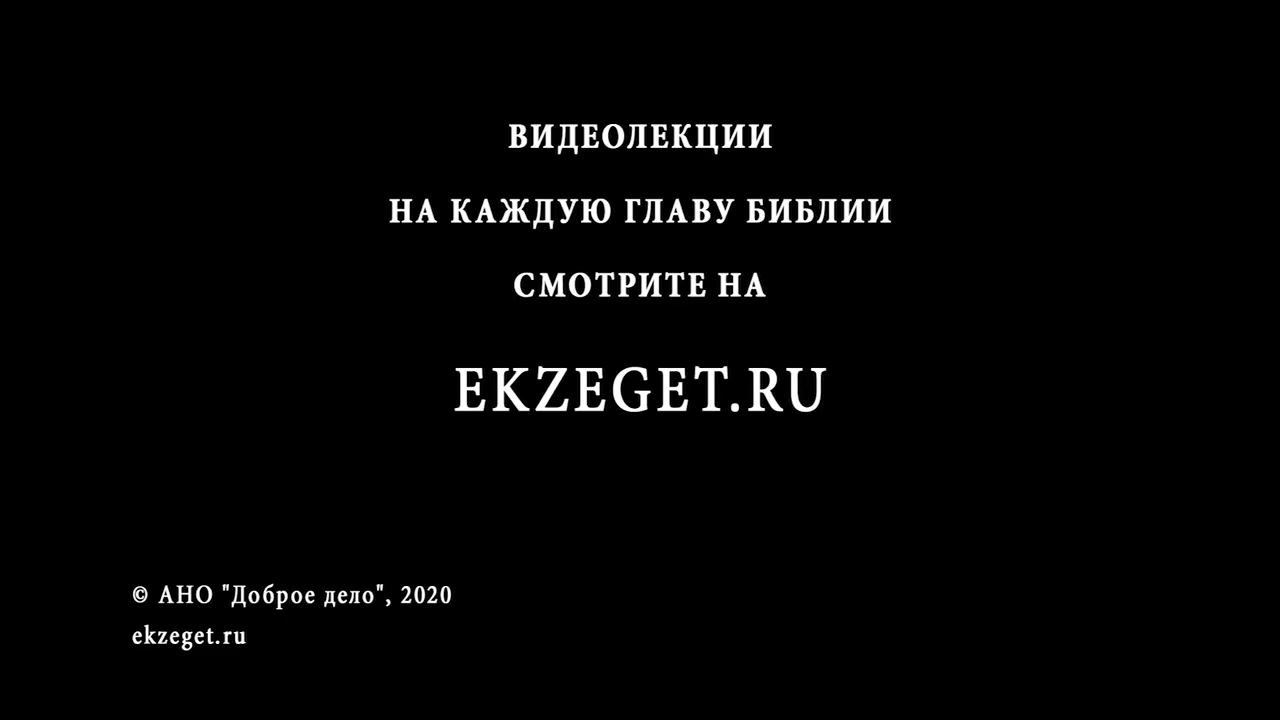 ВИДЕОЛЕКЦИИ
НА КАЖДУЮ ГЛАВУ БИБЛИИ
СМОТРИТЕ НА
EKZEGET.RU
© АНО "Доброе дело", 2020
ekzeget.ru